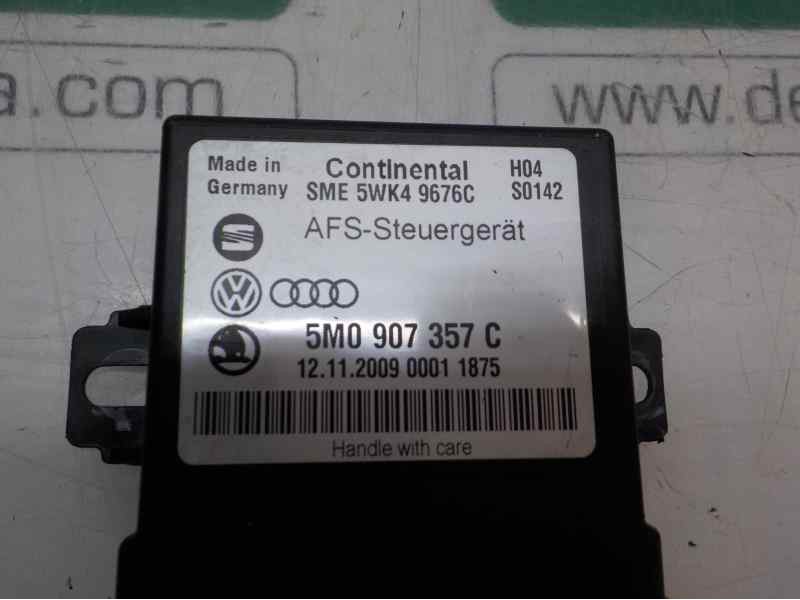 a.com
www.de
Made in
Germany
Continental
SME 5WK4 9676C
H04
S0142
AFS-Steuergerät
5M0 907 357 C
12.11.2009 0001 1875
Handle with care